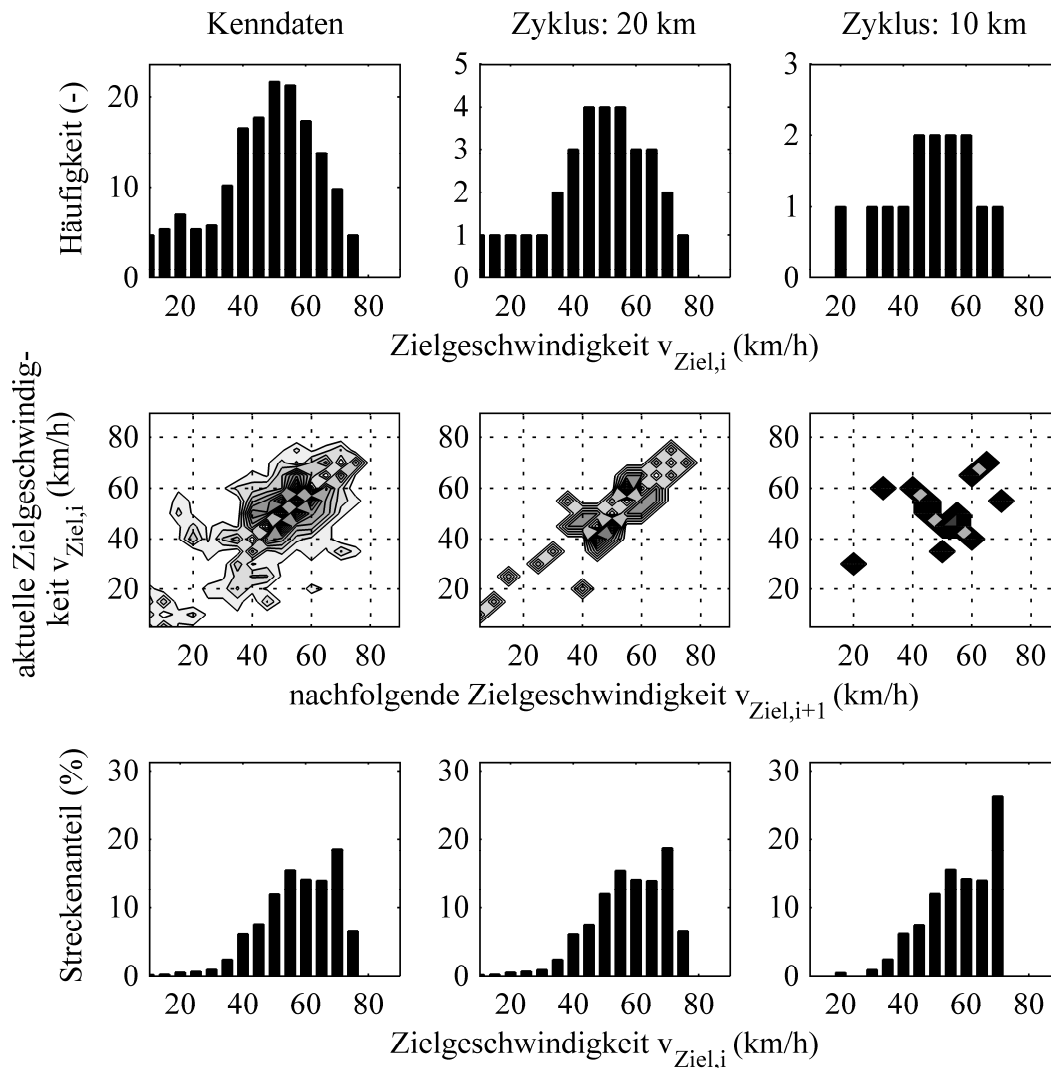 Kenndaten
Zyklus: 20 km
Zyklus: 10 km
Häufigkeit (-)
20
10
0
20 40 60 80
5
4
3
2
1
0
20 40 60 80
3
2
1
0
20 40 60 80
Zielgeschwindigkeit v_Ziel,i (km/h)
aktuelle Zielgeschwindig-
keit v_Ziel,i (km/h)
80
60
40
20
20 40 60 80
80
60
40
20
20 40 60 80
80
60
40
20
20 40 60 80
nachfolgende Zielgeschwindigkeit v_Ziel,i+1 (km/h)
Streckenanteil (%)
30
20
10
0
20 40 60 80
30
20
10
0
20 40 60 80
30
20
10
0
20 40 60 80
Zielgeschwindigkeit v_Ziel,i (km/h)